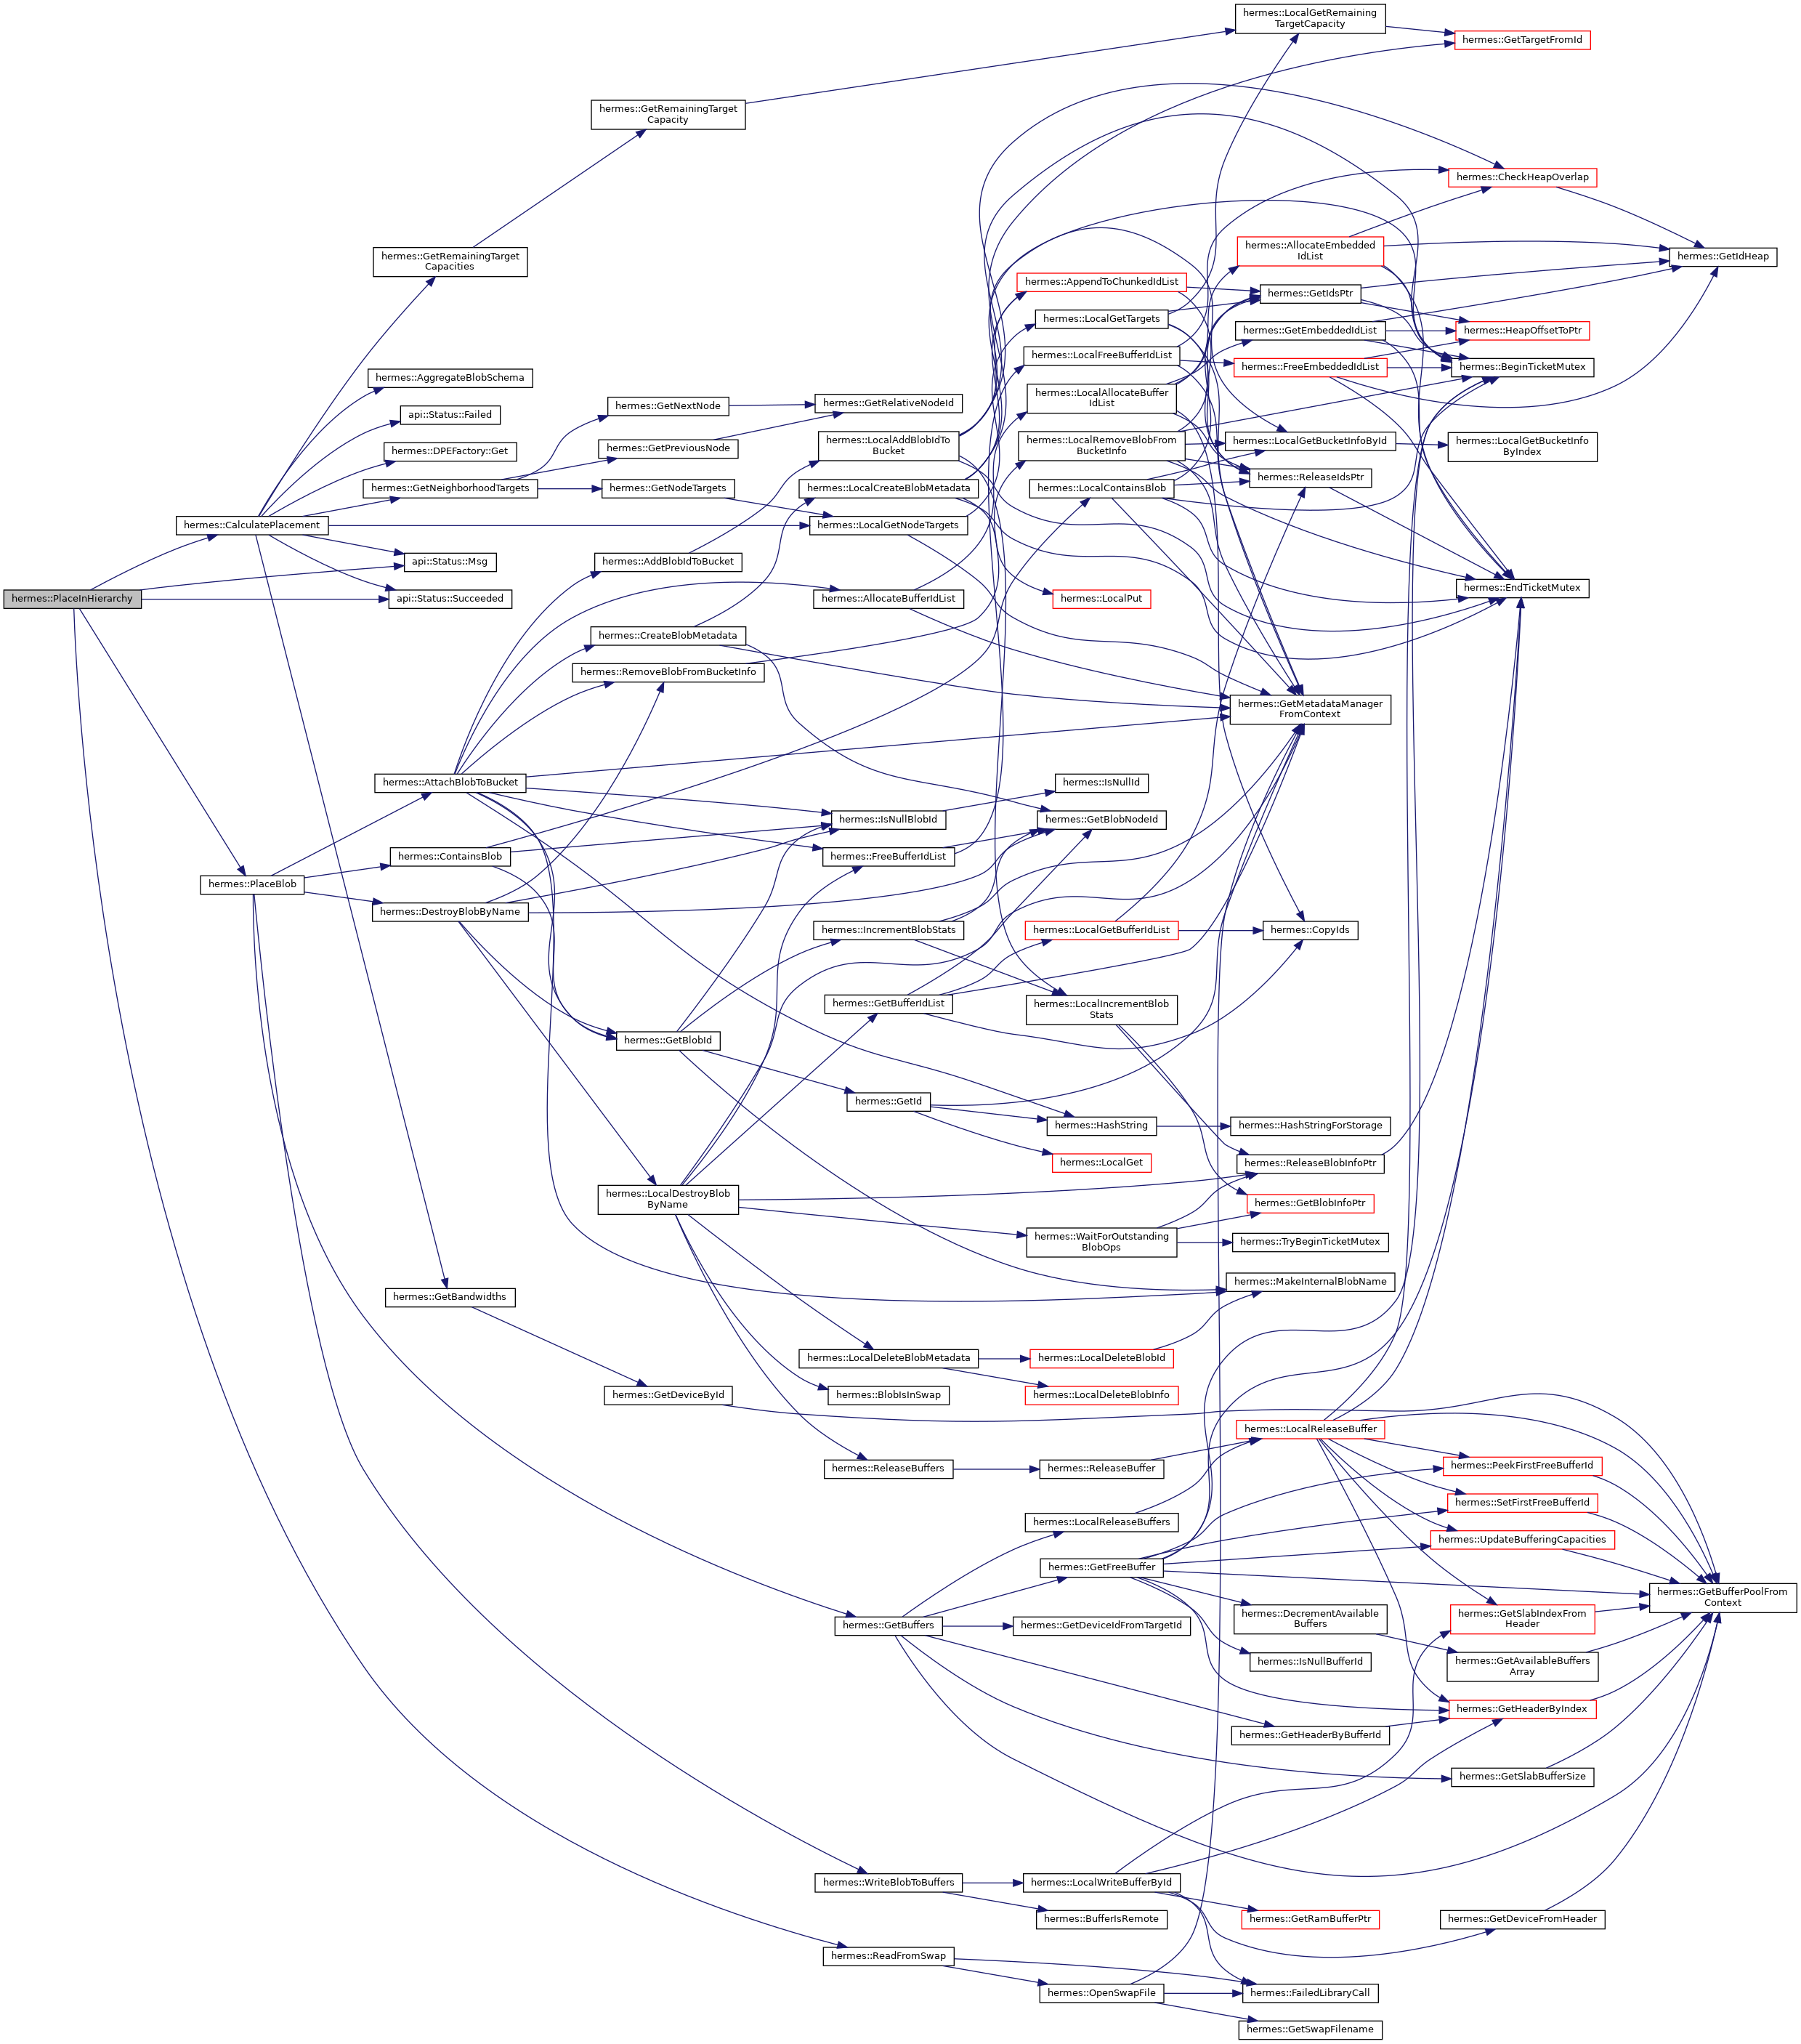 hermes::LocalGetRemaining
TargetCapacity
hermes::GetTargetFromId
hermes::GetRemainingTarget
Capacity
hermes::CheckHeapOverlap
hermes::GetRemainingTarget
Capacities
hermes::AllocateEmbedded
IdList
hermes::GetIdHeap
hermes::AppendToChunkedIdList
hermes::GetIdsPtr
hermes::LocalGetTargets
hermes::GetEmbeddedIdList
hermes::HeapOffsetToPtr
hermes::LocalFreeBufferIdList
hermes::FreeEmbeddedIdList
hermes::BeginTicketMutex
hermes::AggregateBlobSchema
hermes::LocalAllocateBuffer
IdList
hermes::GetNextNode
hermes::GetRelativeNodeId
api::Status::Failed
hermes::LocalAddBlobIdTo
Bucket
hermes::LocalRemoveBlobFrom
BucketInfo
hermes::LocalGetBucketInfoById
hermes::LocalGetBucketInfo
ByIndex
hermes::DPEFactory::Get
hermes::GetPreviousNode
hermes::ReleaseIdsPtr
hermes::GetNeighborhoodTargets
hermes::GetNodeTargets
hermes::LocalCreateBlobMetadata
hermes::LocalContainsBlob
hermes::CalculatePlacement
hermes::LocalGetNodeTargets
api::Status::Msg
hermes::AddBlobIdToBucket
hermes::EndTicketMutex
hermes::PlaceInHierarchy
api::Status::Succeeded
hermes::AllocateBufferIdList
hermes::LocalPut
hermes::CreateBlobMetadata
hermes::RemoveBlobFromBucketInfo
hermes::GetMetadataManager
FromContext
hermes::AttachBlobToBucket
hermes::IsNullId
hermes::IsNullBlobId
hermes::GetBlobNodeId
hermes::ContainsBlob
hermes::FreeBufferIdList
hermes::PlaceBlob
hermes::DestroyBlobByName
hermes::IncrementBlobStats
hermes::LocalGetBufferIdList
hermes::CopyIds
hermes::GetBufferIdList
hermes::LocalIncrementBlob
Stats
hermes::GetBlobId
hermes::GetId
hermes::HashString
hermes::HashStringForStorage
hermes::LocalGet
hermes::ReleaseBlobInfoPtr
hermes::LocalDestroyBlob
ByName
hermes::GetBlobInfoPtr
hermes::WaitForOutstanding
BlobOps
hermes::TryBeginTicketMutex
hermes::MakeInternalBlobName
hermes::GetBandwidths
hermes::LocalDeleteBlobMetadata
hermes::LocalDeleteBlobId
hermes::GetDeviceById
hermes::BlobIsInSwap
hermes::LocalDeleteBlobInfo
hermes::LocalReleaseBuffer
hermes::ReleaseBuffers
hermes::ReleaseBuffer
hermes::PeekFirstFreeBufferId
hermes::SetFirstFreeBufferId
hermes::LocalReleaseBuffers
hermes::UpdateBufferingCapacities
hermes::GetFreeBuffer
hermes::GetBufferPoolFrom
Context
hermes::GetBuffers
hermes::GetDeviceIdFromTargetId
hermes::DecrementAvailable
Buffers
hermes::GetSlabIndexFrom
Header
hermes::IsNullBufferId
hermes::GetAvailableBuffers
Array
hermes::GetHeaderByIndex
hermes::GetHeaderByBufferId
hermes::GetSlabBufferSize
hermes::WriteBlobToBuffers
hermes::LocalWriteBufferById
hermes::BufferIsRemote
hermes::GetRamBufferPtr
hermes::GetDeviceFromHeader
hermes::ReadFromSwap
hermes::OpenSwapFile
hermes::FailedLibraryCall
hermes::GetSwapFilename